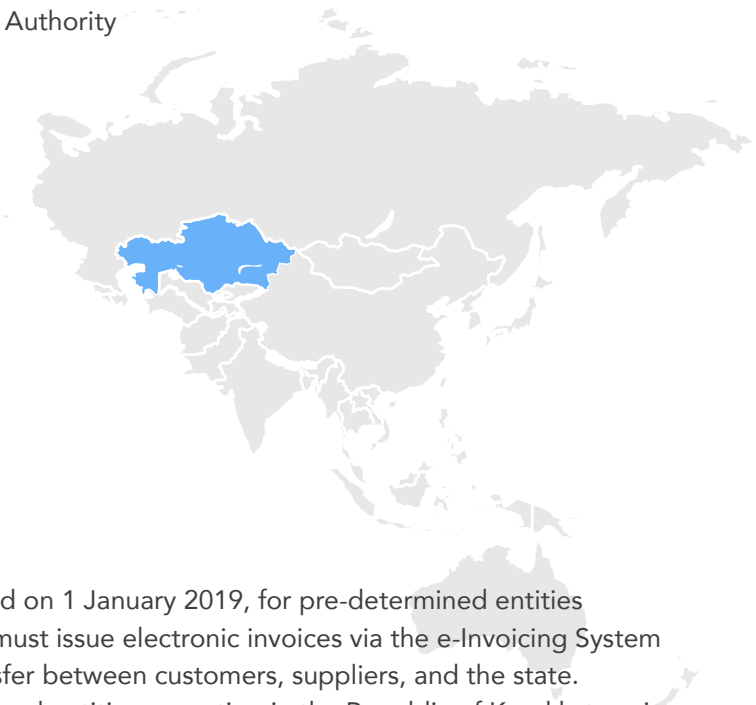 Authority
d on 1 January 2019, for pre-determined entities
must issue electronic invoices via the e-Invoicing System
sfer between customers, suppliers, and the state.